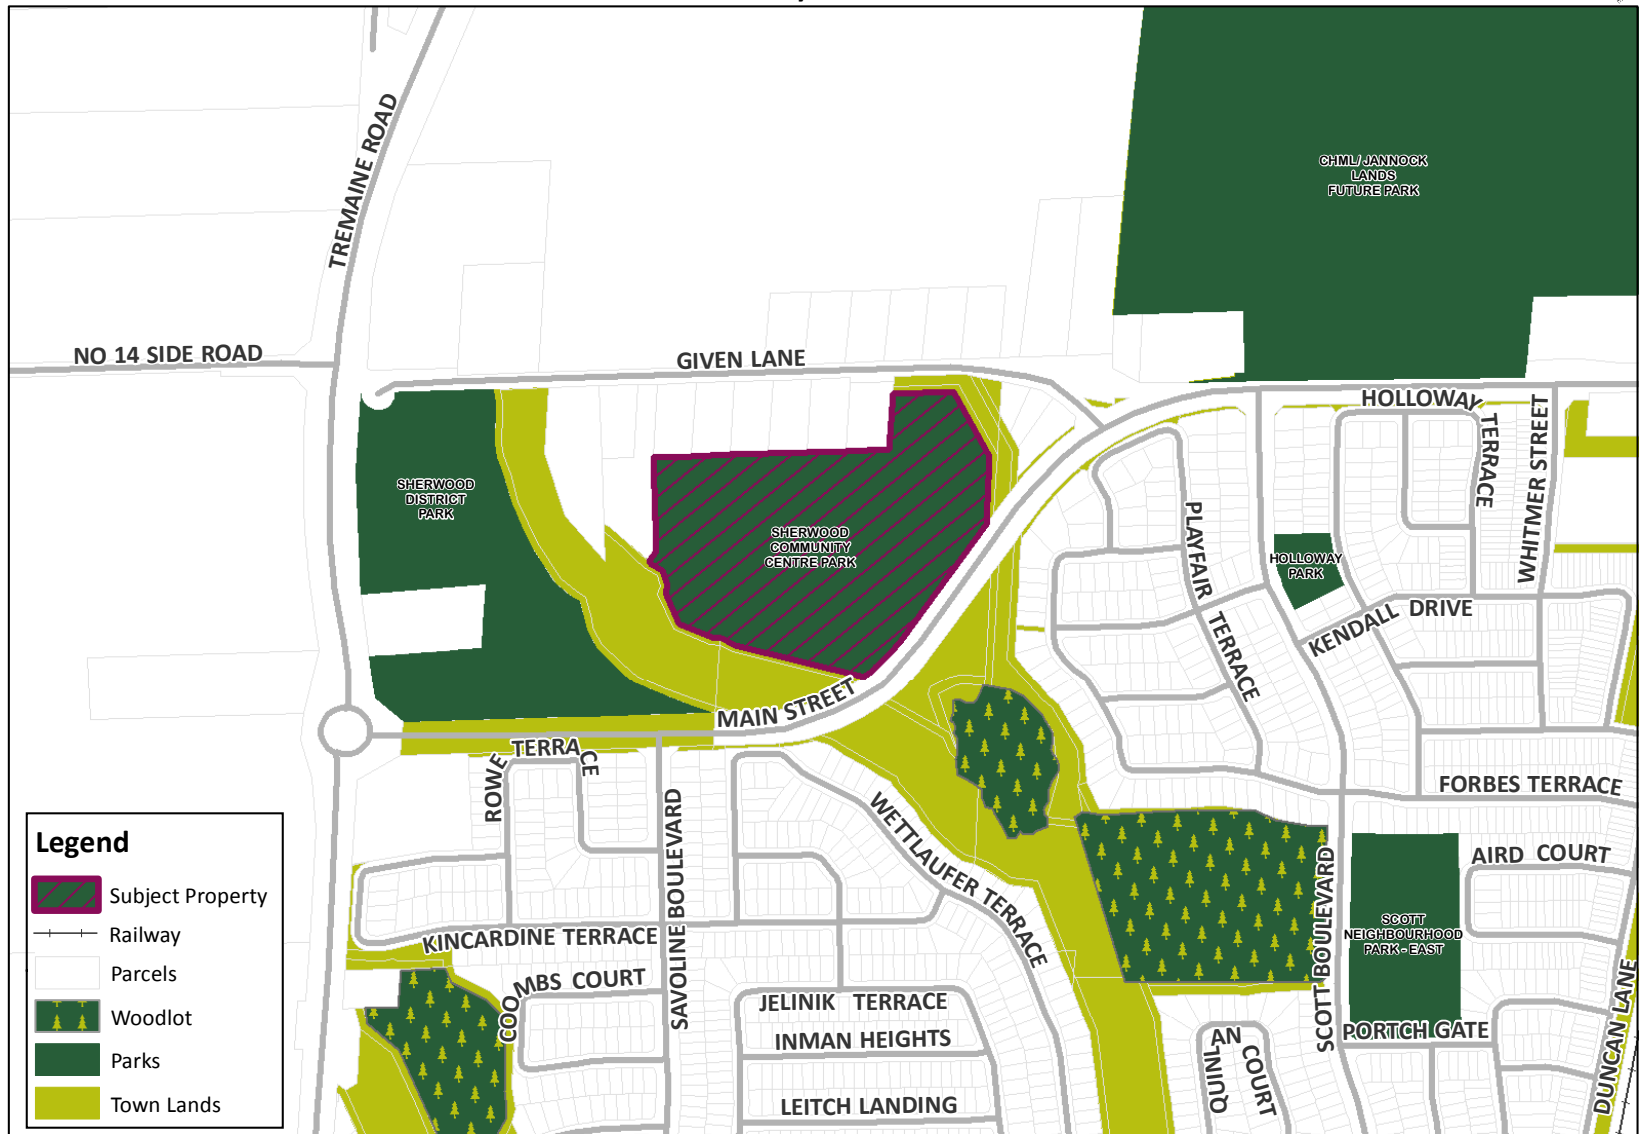 TREMAINE ROAD
CHML/ JANNOCK
LANDS
FUTURE PARK
NO 14 SIDE ROAD
GIVEN LANE
HOLLOWAY TERRACE
WHITMER STREET
SHERWOOD
DISTRICT
PARK
SHERWOOD
COMMUNITY
CENTRE PARK
PLAYFAIR TERRACE
HOLLOWAY
PARK
KENDALL DRIVE
MAIN STREET
ROWE TERRACE
FORBES TERRACE
SAVOLINE BOULEVARD
WETTLAUFER TERRACE
SCOTT BOULEVARD
AIRD COURT
SCOTT
NEIGHBOURHOOD
PARK - EAST
KINCARDINE TERRACE
COOMBS COURT
JELINIK TERRACE
INMAN HEIGHTS
LEITCH LANDING
QUINLAN COURT
PORTCH GATE
DUNCAN LANE
Legend
Subject Property
Railway
Parcels
Woodlot
Parks
Town Lands